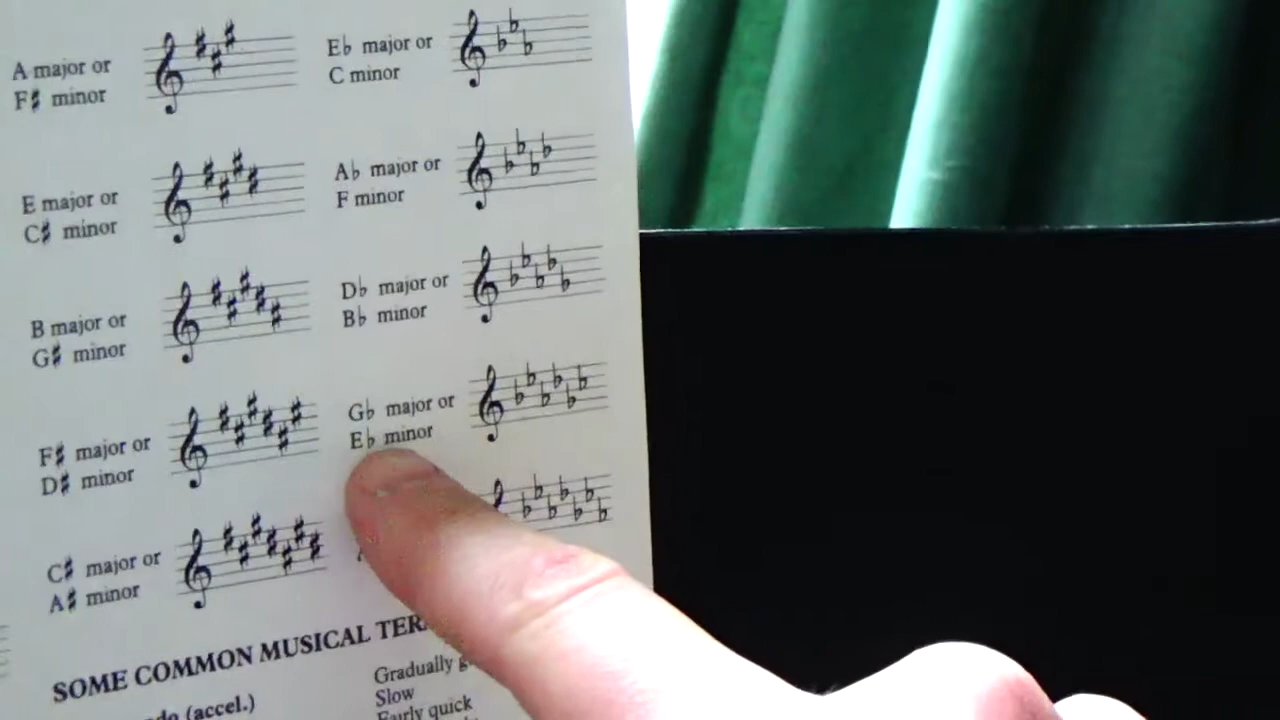 A major or
F♯ minor
E♭ major or
C minor
E major or
C♯ minor
A♭ major or
F minor
B major or
G♯ minor
D♭ major or
B♭ minor
F♯ major or
D♯ minor
G♭ major or
E♭ minor
C♯ major or
A♯ minor
SOME COMMON MUSICAL
(accel.)
Gradually
Slow
Fairly quick